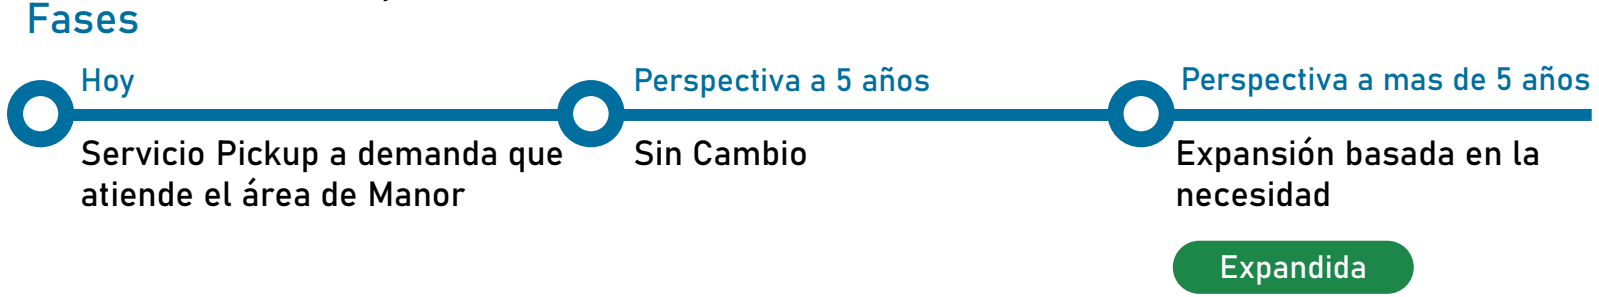 Fases
Hoy
Servicio Pickup a demanda que
atiende el área de Manor
Perspectiva a 5 años
Sin Cambio
Perspectiva a mas de 5 años
Expansión basada en la
necesidad
Expandida